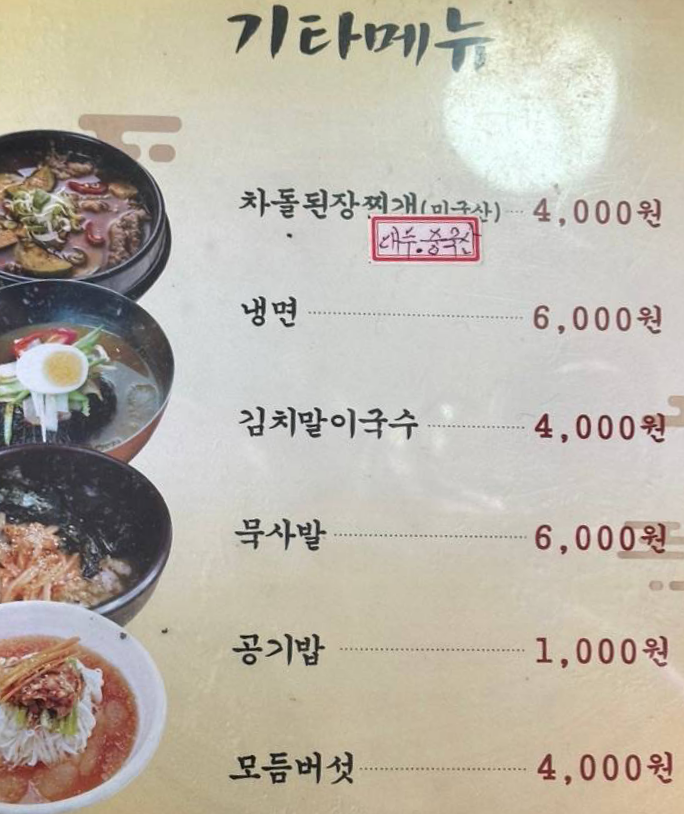 기타메뉴
차돌된장찌개(미국산) 4,000원
대두.중국산
냉면 6,000원
김치말이국수 4,000원
묵사발 6,000원
공기밥 1,000원
모듬버섯 4,000원